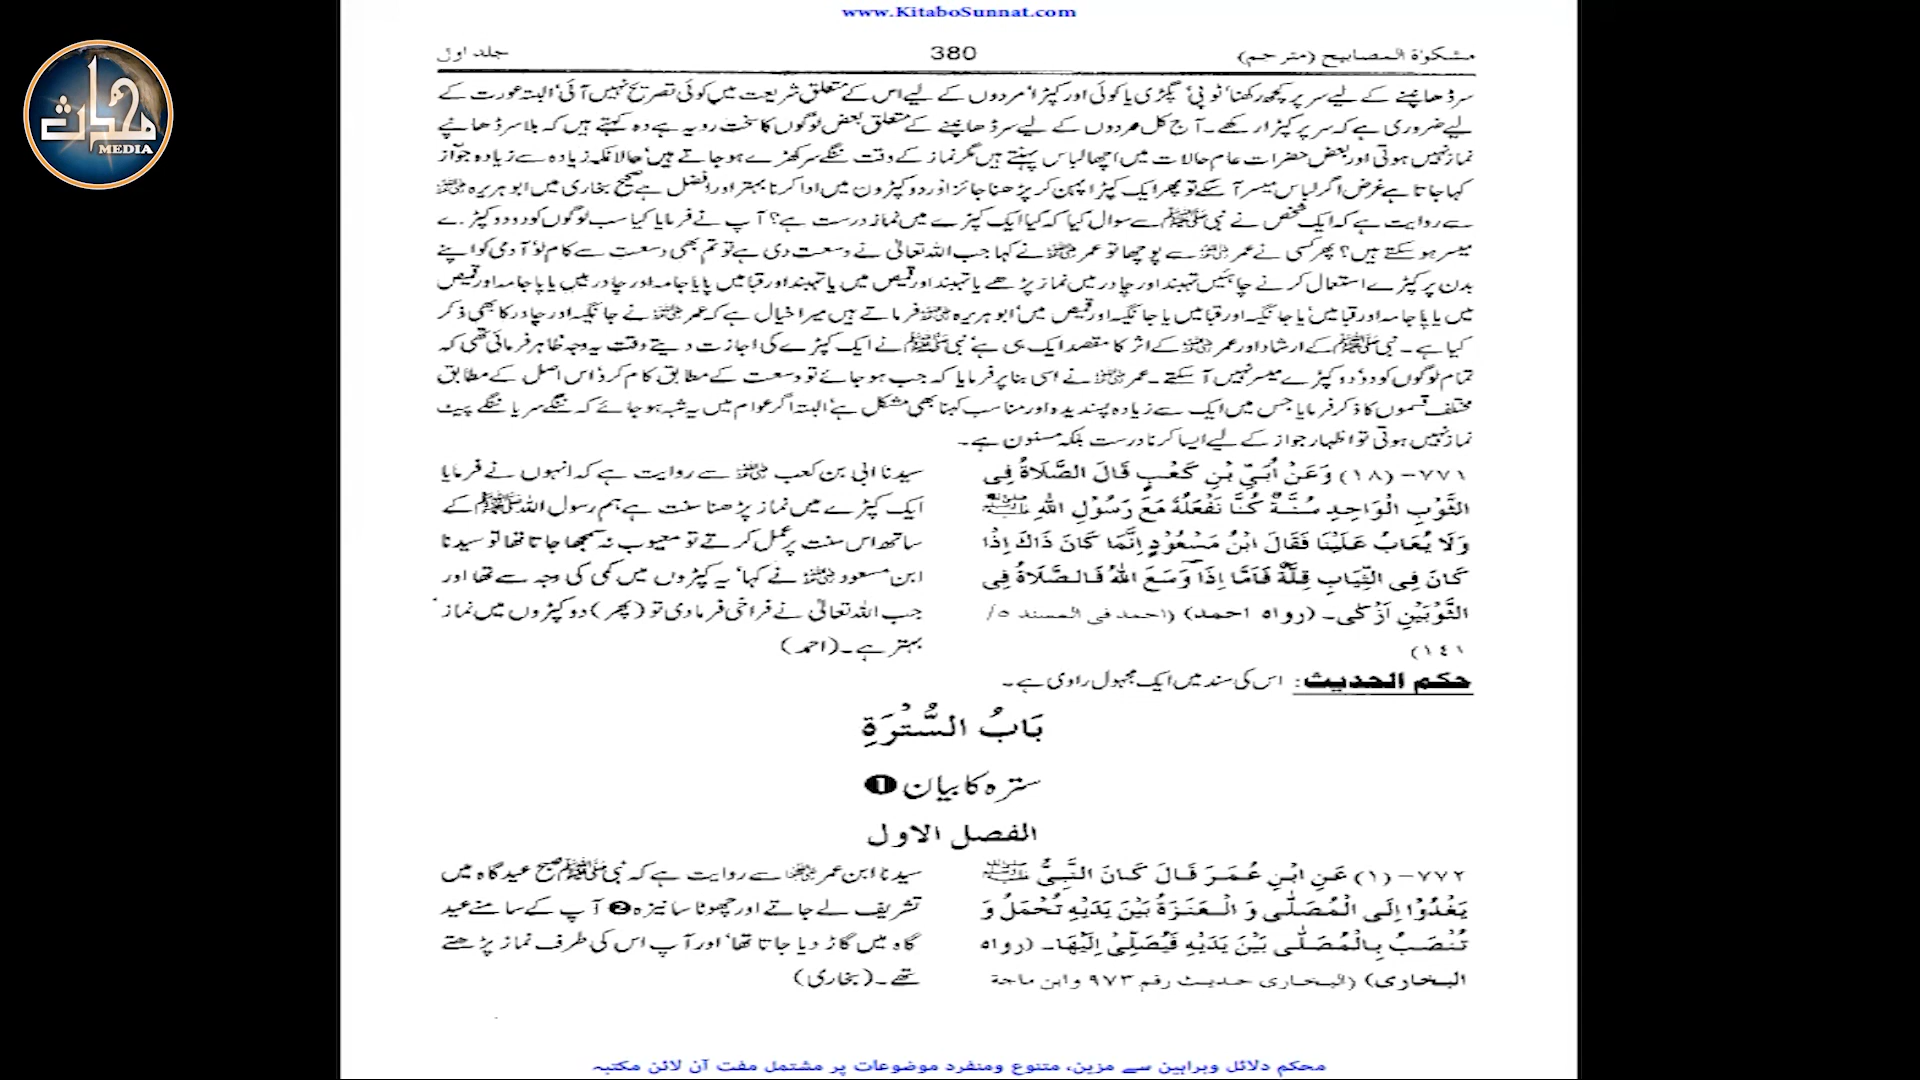 www.KitaboSunnat.com
مشکوٰۃ المصابیح (مترجم) 380 جلد اول
سر ڈھانپنے کے لیے سر پر کچھ رکھنا‘ ٹوپی‘ پگڑی یا کوئی اور کپڑا‘ مردوں کے لیے اس کے متعلق شریعت میں کوئی تصریح نہیں آئی‘ البتہ عورت کے
لیے ضروری ہے کہ سر پر کپڑا رکھے۔ آج کل مردوں کے لیے سر ڈھانپنے کے متعلق بعض لوگوں کا سخت رویہ ہے وہ کہتے ہیں کہ بلا سر ڈھانپے
نماز نہیں ہوتی اور بعض حضرات عام حالات میں اچھا لباس پہنتے ہیں مگر نماز کے وقت ننگے سر کھڑے ہو جاتے ہیں‘ حالانکہ زیادہ سے زیادہ جواز
کہا جاتا ہے غرض اگر لباس میسر آ سکے تو پھر ایک کپڑا پہن کر پڑھنا جائز اور دو کپڑوں میں ادا کرنا بہتر اور افضل ہے صحیح بخاری میں ابو ہریرہ ؓ
سے روایت ہے کہ ایک شخص نے نبی ﷺ سے سوال کیا کہ کیا ایک کپڑے میں نماز درست ہے؟ آپ نے فرمایا کیا سب لوگوں کو دو دو کپڑے
میسر ہو سکتے ہیں؟ پھر کسی نے عمر ؓ سے پوچھا تو عمر ؓ نے کہا جب اللہ تعالیٰ نے وسعت دی ہے تو تم بھی وسعت سے کام لو‘ آدمی کو اپنے
بدن پر کپڑے استعمال کرنے چاہئیں تہبند اور چادر میں نماز پڑھے یا تہبند اور قمیص میں یا تہبند اور قبا میں پایا جامہ اور چادر میں یا پاجامہ اور قمیص
میں یا پاجامہ اور قبا میں‘ یا جانگیہ اور قبا میں یا جانگیہ اور قمیص میں‘ ابو ہریرہ ؓ فرماتے ہیں میرا خیال ہے کہ عمر ؓ نے جانگیہ اور چادر کا بھی ذکر
کیا ہے۔ نبی ﷺ کے ارشاد اور عمر ؓ کے اثر کا مقصد ایک ہی ہے‘ نبی ﷺ نے ایک کپڑے کی اجازت دیتے وقت یہ وجہ ظاہر فرمائی تھی کہ
تمام لوگوں کو دو‘ دو کپڑے میسر نہیں آ سکتے۔ عمر ؓ نے اسی بنا پر فرمایا کہ جب ہو جائے تو وسعت کے مطابق کام کرو‘ اس اصل کے مطابق
مختلف قسموں کا ذکر فرمایا جس میں ایک سے زیادہ پسندیدہ اور مناسب کہنا بھی مشکل ہے‘ البتہ اگر عوام میں یہ شبہ ہو جائے کہ ننگے سر یا ننگے پیٹ
نماز نہیں ہوتی تو اظہار جواز کے لیے ایسا کرنا درست بلکہ مسنون ہے۔
۷۷۱-(۱۸) وَعَنْ اُبَيِّ بْنِ كَعْبٍ قَالَ الصَّلَاةُ فِي
الثَّوْبِ الْوَاحِدِ سُنَّةٌ كُنَّا نَفْعَلُهُ مَعَ رَسُوْلِ اللهِ ﷺ
وَلَا يُعَابُ عَلَيْنَا فَقَالَ ابْنُ مَسْعُوْدٍ اِنَّمَا كَانَ ذَاكَ اِذَا
كَانَ فِي الثِّيَابِ قِلَّةٌ فَاَمَّا اِذَا وَسَعَ اللهُ فَالصَّلَاةُ فِي
الثَّوْبَيْنِ اَزْكٰى۔ (رواه احمد) (احمد في المسند ٥/
١٤١)
سیدنا ابی بن کعب ؓ سے روایت ہے کہ انہوں نے فرمایا
ایک کپڑے میں نماز پڑھنا سنت ہے ہم رسول اللہ ﷺ کے
ساتھ اس سنت پر عمل کرتے تو معیوب نہ سمجھا جاتا تھا تو سیدنا
ابن مسعود ؓ نے کہا‘ یہ کپڑوں میں کمی کی وجہ سے تھا اور
جب اللہ تعالیٰ نے فراخی فرما دی تو (پھر) دو کپڑوں میں نماز
بہتر ہے۔ (احمد)
حکم الحدیث: اس کی سند میں ایک مجہول راوی ہے۔
بَابُ السُّتْرَةِ
سترہ کا بیان ❶
الفصل الاول
۷۷۲-(۱) عَنِ ابْنِ عُمَرَ قَالَ كَانَ النَّبِيُّ ﷺ
يَغْدُوْا اِلَى الْمُصَلّٰى وَ الْعَنَزَةُ بَيْنَ يَدَيْهِ تُحْمَلُ وَ
تُنْصَبُ بِالْمُصَلّٰى بَيْنَ يَدَيْهِ فَيُصَلِّيْ اِلَيْهَا۔ (رواه
البخاري) (البخاري حديث رقم ۹۷۳ وابن ماجة
سیدنا ابن عمر ؓ سے روایت ہے کہ نبی ﷺ صبح عید گاہ میں
تشریف لے جاتے اور چھوٹا سا نیزہ ❷ آپ کے سامنے عید
گاہ میں گاڑ دیا جاتا تھا‘ اور آپ اس کی طرف نماز پڑھتے
تھے۔ (بخاری)
محکم دلائل وبراہین سے مزین، متنوع ومنفرد موضوعات پر مشتمل مفت آن لائن مکتبہ
محدث
MEDIA